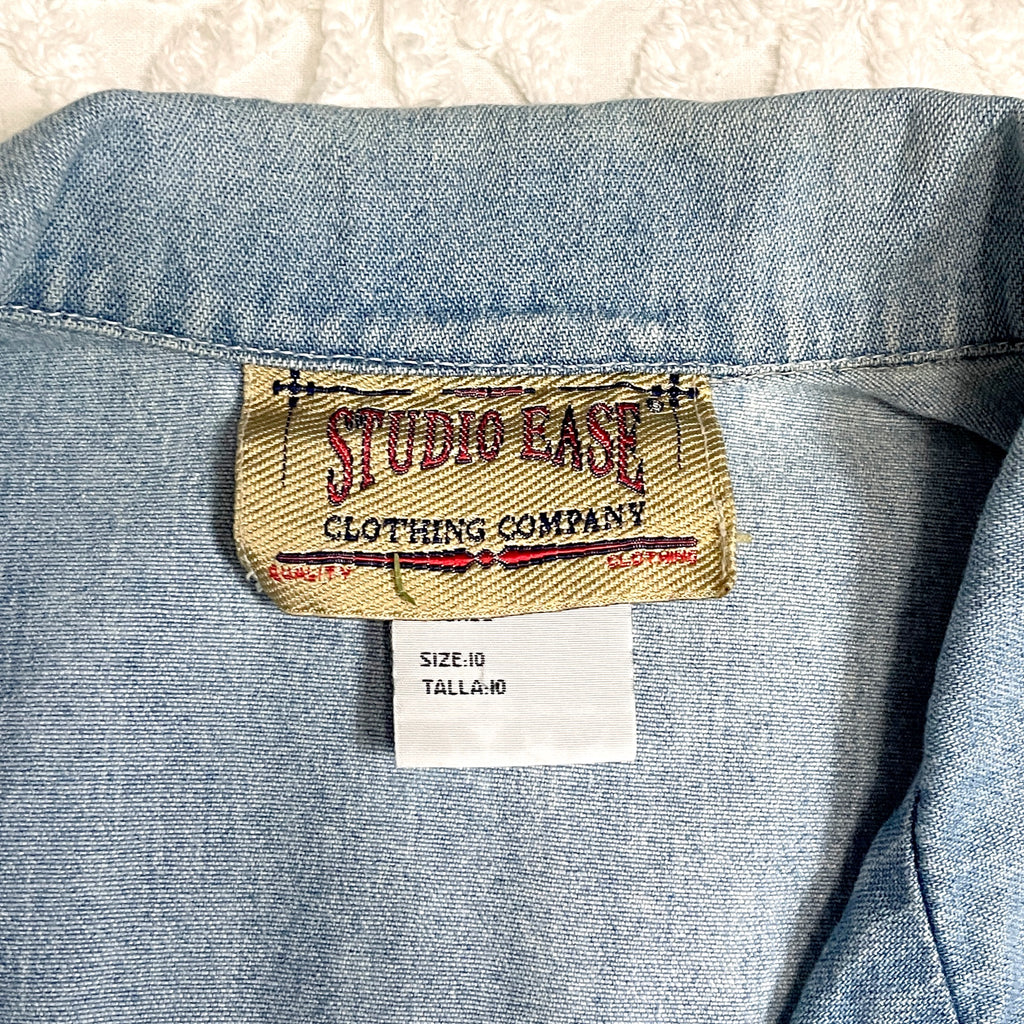 STUDIO EASE
CLOTHING COMPANY
QUALITY CLOTHING
SIZE:10
TALLA:10